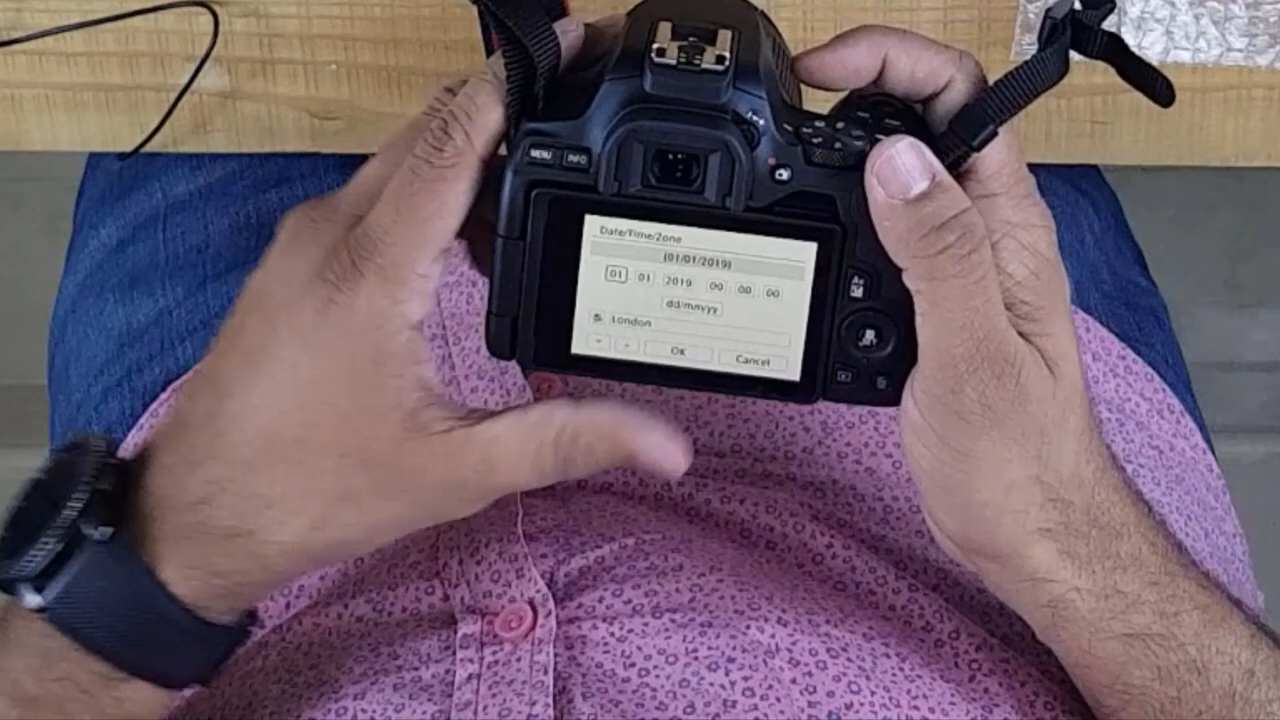 MENU INFO
Date/Time/Zone
(01/01/2019)
01 01 2019 00 : 00 : 00
dd/mm/yy
London
OK Cancel
Av